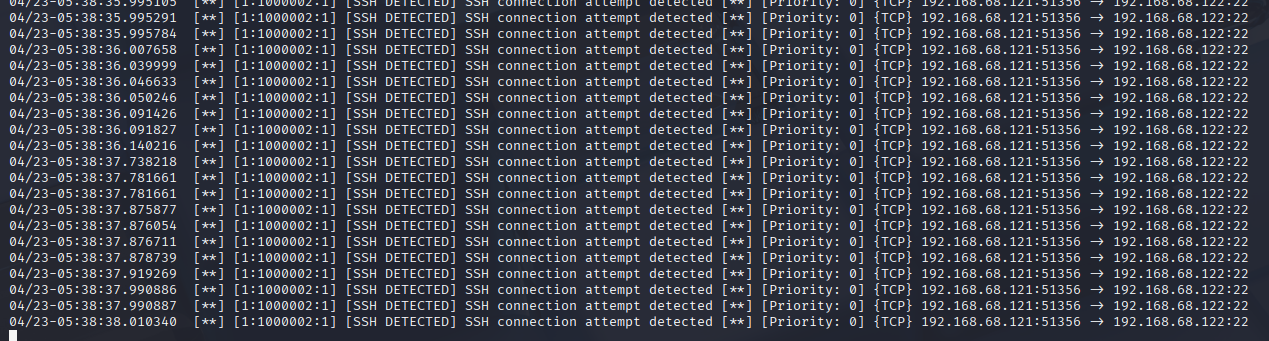 04/23-05:38:35.995105  [**] [1:1000002:1] [SSH DETECTED] SSH connection attempt detected [**] [Priority: 0] {TCP} 192.168.68.121:51356 → 192.168.68.122:22
04/23-05:38:35.995291  [**] [1:1000002:1] [SSH DETECTED] SSH connection attempt detected [**] [Priority: 0] {TCP} 192.168.68.121:51356 → 192.168.68.122:22
04/23-05:38:35.995784  [**] [1:1000002:1] [SSH DETECTED] SSH connection attempt detected [**] [Priority: 0] {TCP} 192.168.68.121:51356 → 192.168.68.122:22
04/23-05:38:36.007658  [**] [1:1000002:1] [SSH DETECTED] SSH connection attempt detected [**] [Priority: 0] {TCP} 192.168.68.121:51356 → 192.168.68.122:22
04/23-05:38:36.039999  [**] [1:1000002:1] [SSH DETECTED] SSH connection attempt detected [**] [Priority: 0] {TCP} 192.168.68.121:51356 → 192.168.68.122:22
04/23-05:38:36.046633  [**] [1:1000002:1] [SSH DETECTED] SSH connection attempt detected [**] [Priority: 0] {TCP} 192.168.68.121:51356 → 192.168.68.122:22
04/23-05:38:36.050246  [**] [1:1000002:1] [SSH DETECTED] SSH connection attempt detected [**] [Priority: 0] {TCP} 192.168.68.121:51356 → 192.168.68.122:22
04/23-05:38:36.091426  [**] [1:1000002:1] [SSH DETECTED] SSH connection attempt detected [**] [Priority: 0] {TCP} 192.168.68.121:51356 → 192.168.68.122:22
04/23-05:38:36.091827  [**] [1:1000002:1] [SSH DETECTED] SSH connection attempt detected [**] [Priority: 0] {TCP} 192.168.68.121:51356 → 192.168.68.122:22
04/23-05:38:36.140216  [**] [1:1000002:1] [SSH DETECTED] SSH connection attempt detected [**] [Priority: 0] {TCP} 192.168.68.121:51356 → 192.168.68.122:22
04/23-05:38:37.738218  [**] [1:1000002:1] [SSH DETECTED] SSH connection attempt detected [**] [Priority: 0] {TCP} 192.168.68.121:51356 → 192.168.68.122:22
04/23-05:38:37.781661  [**] [1:1000002:1] [SSH DETECTED] SSH connection attempt detected [**] [Priority: 0] {TCP} 192.168.68.121:51356 → 192.168.68.122:22
04/23-05:38:37.781661  [**] [1:1000002:1] [SSH DETECTED] SSH connection attempt detected [**] [Priority: 0] {TCP} 192.168.68.121:51356 → 192.168.68.122:22
04/23-05:38:37.875877  [**] [1:1000002:1] [SSH DETECTED] SSH connection attempt detected [**] [Priority: 0] {TCP} 192.168.68.121:51356 → 192.168.68.122:22
04/23-05:38:37.876054  [**] [1:1000002:1] [SSH DETECTED] SSH connection attempt detected [**] [Priority: 0] {TCP} 192.168.68.121:51356 → 192.168.68.122:22
04/23-05:38:37.876711  [**] [1:1000002:1] [SSH DETECTED] SSH connection attempt detected [**] [Priority: 0] {TCP} 192.168.68.121:51356 → 192.168.68.122:22
04/23-05:38:37.878739  [**] [1:1000002:1] [SSH DETECTED] SSH connection attempt detected [**] [Priority: 0] {TCP} 192.168.68.121:51356 → 192.168.68.122:22
04/23-05:38:37.919269  [**] [1:1000002:1] [SSH DETECTED] SSH connection attempt detected [**] [Priority: 0] {TCP} 192.168.68.121:51356 → 192.168.68.122:22
04/23-05:38:37.990886  [**] [1:1000002:1] [SSH DETECTED] SSH connection attempt detected [**] [Priority: 0] {TCP} 192.168.68.121:51356 → 192.168.68.122:22
04/23-05:38:37.990887  [**] [1:1000002:1] [SSH DETECTED] SSH connection attempt detected [**] [Priority: 0] {TCP} 192.168.68.121:51356 → 192.168.68.122:22
04/23-05:38:38.010340  [**] [1:1000002:1] [SSH DETECTED] SSH connection attempt detected [**] [Priority: 0] {TCP} 192.168.68.121:51356 → 192.168.68.122:22